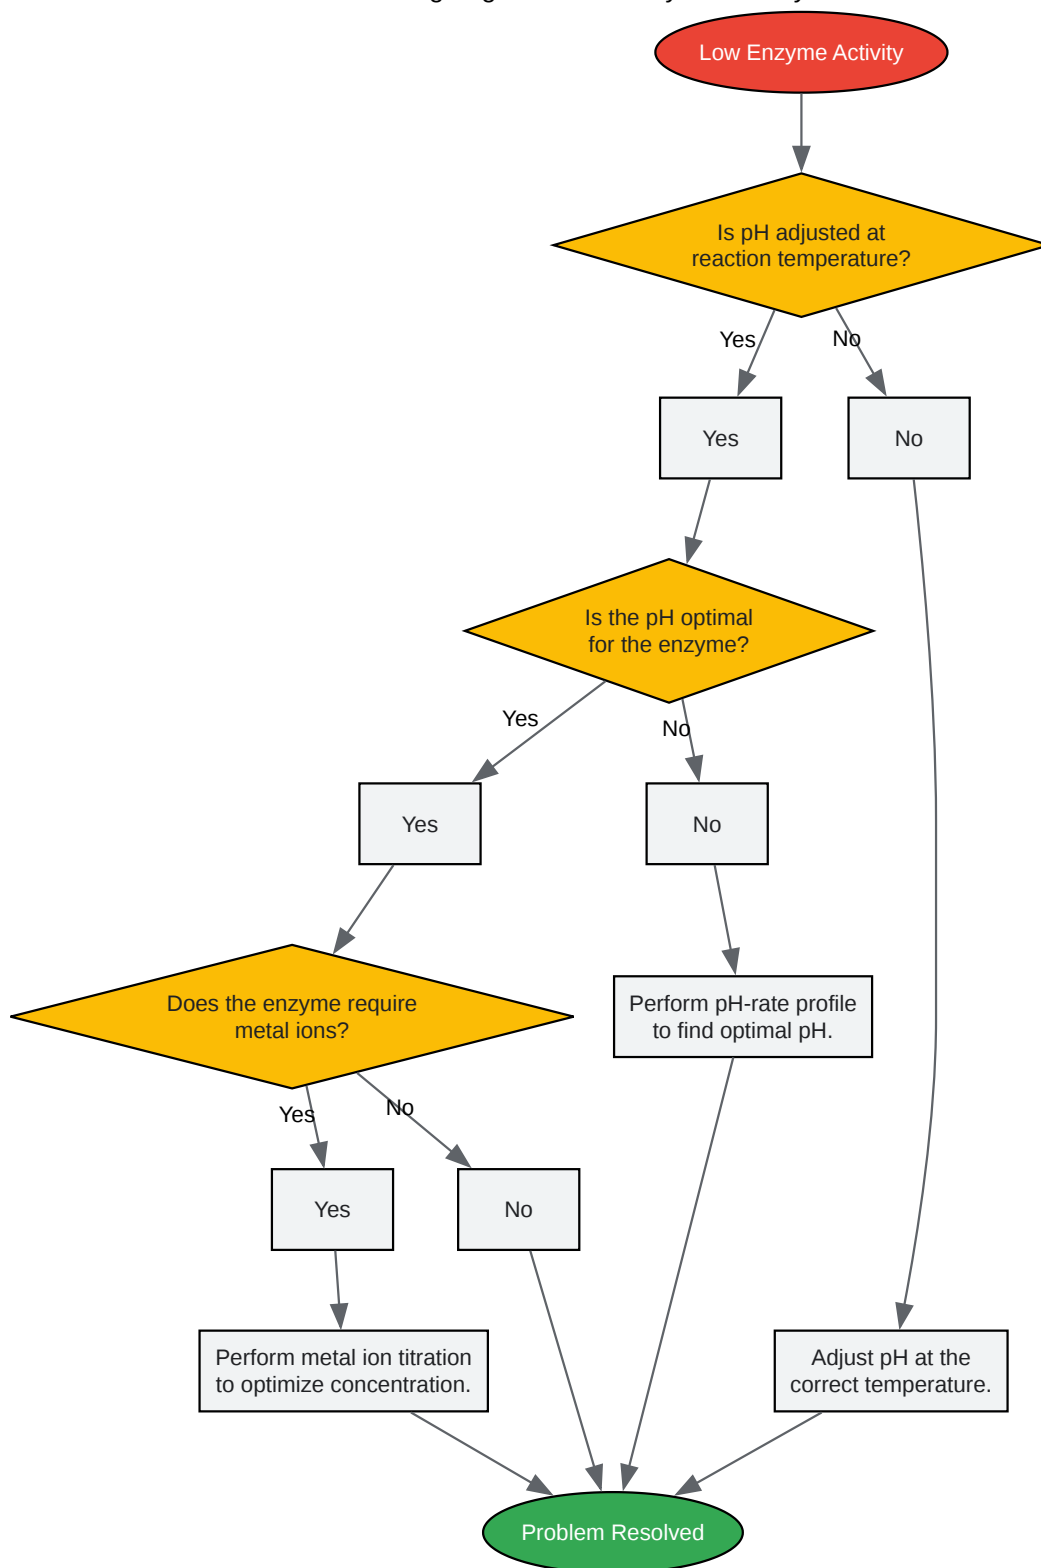 Low Enzyme Activity
Is pH adjusted at
reaction temperature?
Yes
No
Yes
No
Is the pH optimal
for the enzyme?
Yes
No
Yes
No
Does the enzyme require
metal ions?
Perform pH-rate profile
to find optimal pH.
Yes
No
Yes
No
Perform metal ion titration
to optimize concentration.
Adjust pH at the
correct temperature.
Problem Resolved